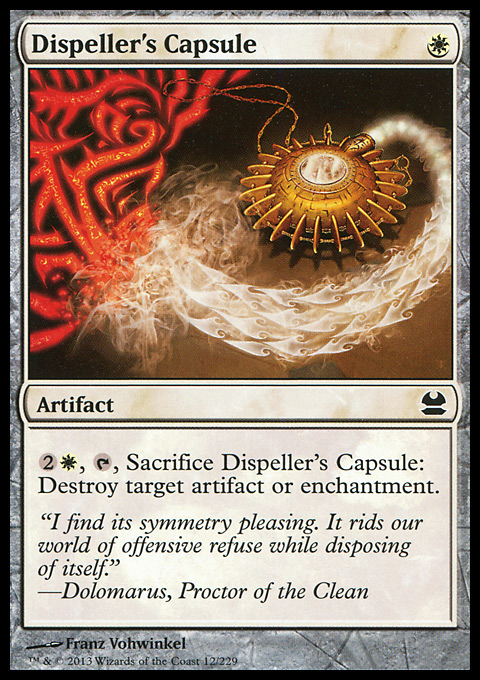 Dispeller's Capsule
Artifact
2, , Sacrifice Dispeller's Capsule:
Destroy target artifact or enchantment.
“I find its symmetry pleasing. It rids our
world of offensive refuse while disposing
of itself.”
—Dolomarus, Proctor of the Clean
Franz Vohwinkel
™ & © 2013 Wizards of the Coast 12/229